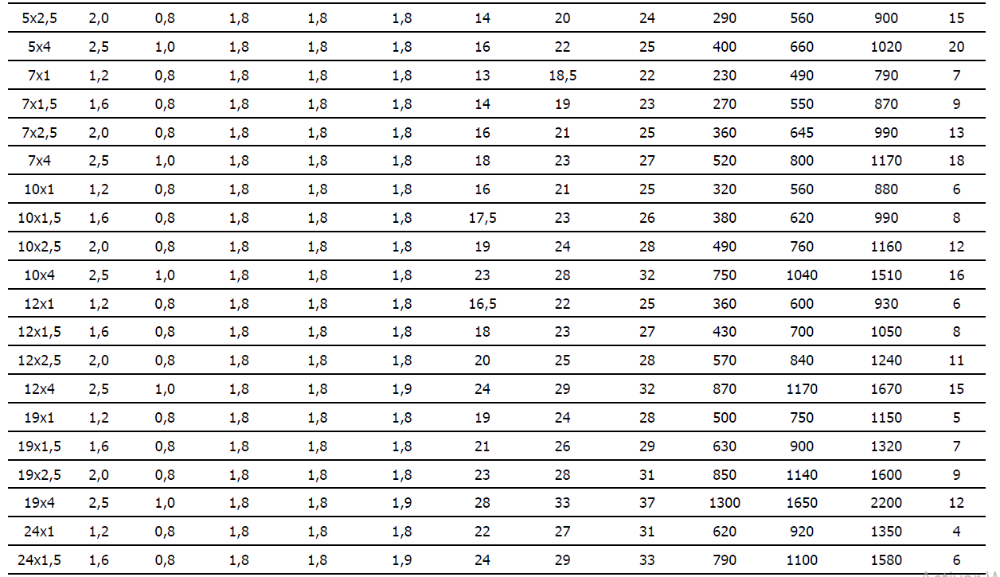 5x2,5 2,0 0,8 1,8 1,8 1,8 14 20 24 290 560 900 15
5x4 2,5 1,0 1,8 1,8 1,8 16 22 25 400 660 1020 20
7x1 1,2 0,8 1,8 1,8 1,8 13 18,5 22 230 490 790 7
7x1,5 1,6 0,8 1,8 1,8 1,8 14 19 23 270 550 870 9
7x2,5 2,0 0,8 1,8 1,8 1,8 16 21 25 360 645 990 13
7x4 2,5 1,0 1,8 1,8 1,8 18 23 27 520 800 1170 18
10x1 1,2 0,8 1,8 1,8 1,8 16 21 25 320 560 880 6
10x1,5 1,6 0,8 1,8 1,8 1,8 17,5 23 26 380 620 990 8
10x2,5 2,0 0,8 1,8 1,8 1,8 19 24 28 490 760 1160 12
10x4 2,5 1,0 1,8 1,8 1,8 23 28 32 750 1040 1510 16
12x1 1,2 0,8 1,8 1,8 1,8 16,5 22 25 360 600 930 6
12x1,5 1,6 0,8 1,8 1,8 1,8 18 23 27 430 700 1050 8
12x2,5 2,0 0,8 1,8 1,8 1,8 20 25 28 570 840 1240 11
12x4 2,5 1,0 1,8 1,8 1,9 24 29 32 870 1170 1670 15
19x1 1,2 0,8 1,8 1,8 1,8 19 24 28 500 750 1150 5
19x1,5 1,6 0,8 1,8 1,8 1,8 21 26 29 630 900 1320 7
19x2,5 2,0 0,8 1,8 1,8 1,8 23 28 31 850 1140 1600 9
19x4 2,5 1,0 1,8 1,8 1,9 28 33 37 1300 1650 2200 12
24x1 1,2 0,8 1,8 1,8 1,8 22 27 31 620 920 1350 4
24x1,5 1,6 0,8 1,8 1,8 1,9 24 29 33 790 1100 1580 6